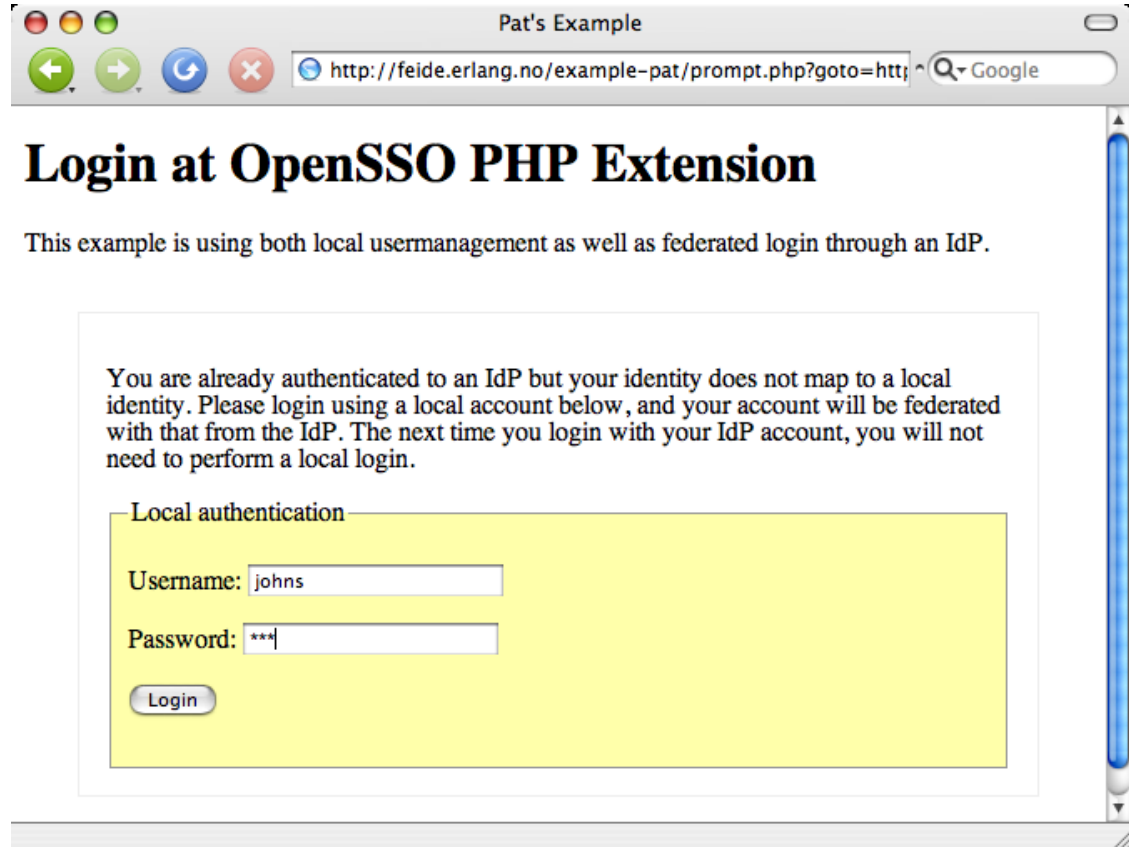 Pat's Example
http://feide.erlang.no/example-pat/prompt.php?goto=http
Google
Login at OpenSSO PHP Extension
This example is using both local usermanagement as well as federated login through an IdP.
You are already authenticated to an IdP but your identity does not map to a local
identity. Please login using a local account below, and your account will be federated
with that from the IdP. The next time you login with your IdP account, you will not
need to perform a local login.
Local authentication
Username: johns
Password: ***
Login